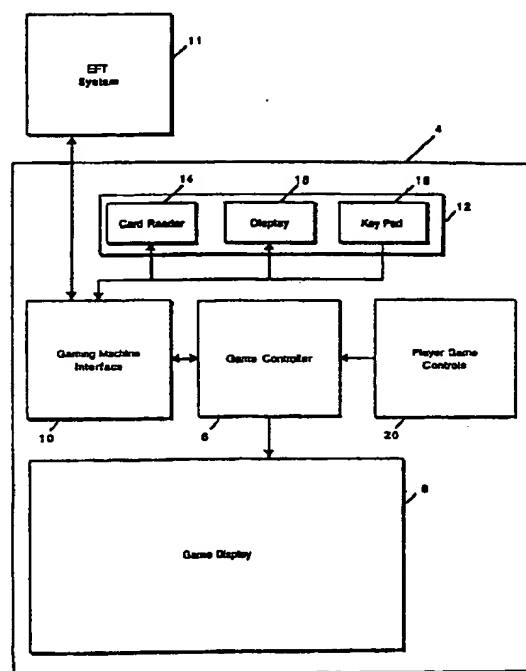 11
EFT
System
4
14
16
18
12
Card Reader
Display
Key Pad
Gaming Machine
Interface
Game Controller
Player Game
Controls
10
6
20
8
Game Display